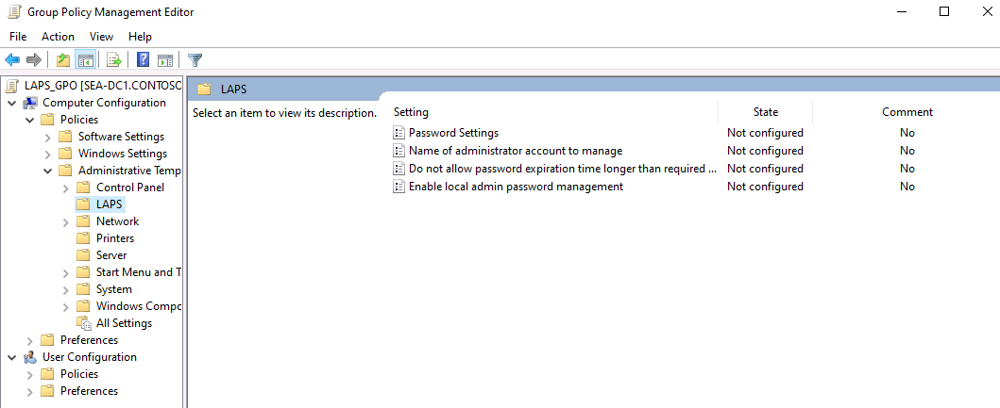 Group Policy Management Editor
File Action View Help
LAPS_GPO [SEA-DC1.CONTOSO
Computer Configuration
Policies
Software Settings
Windows Settings
Administrative Temp
Control Panel
LAPS
Network
Printers
Server
Start Menu and T
System
Windows Compo
All Settings
Preferences
User Configuration
Policies
Preferences
LAPS
Select an item to view its description.
Setting State Comment
Password Settings Not configured No
Name of administrator account to manage Not configured No
Do not allow password expiration time longer than required ... Not configured No
Enable local admin password management Not configured No